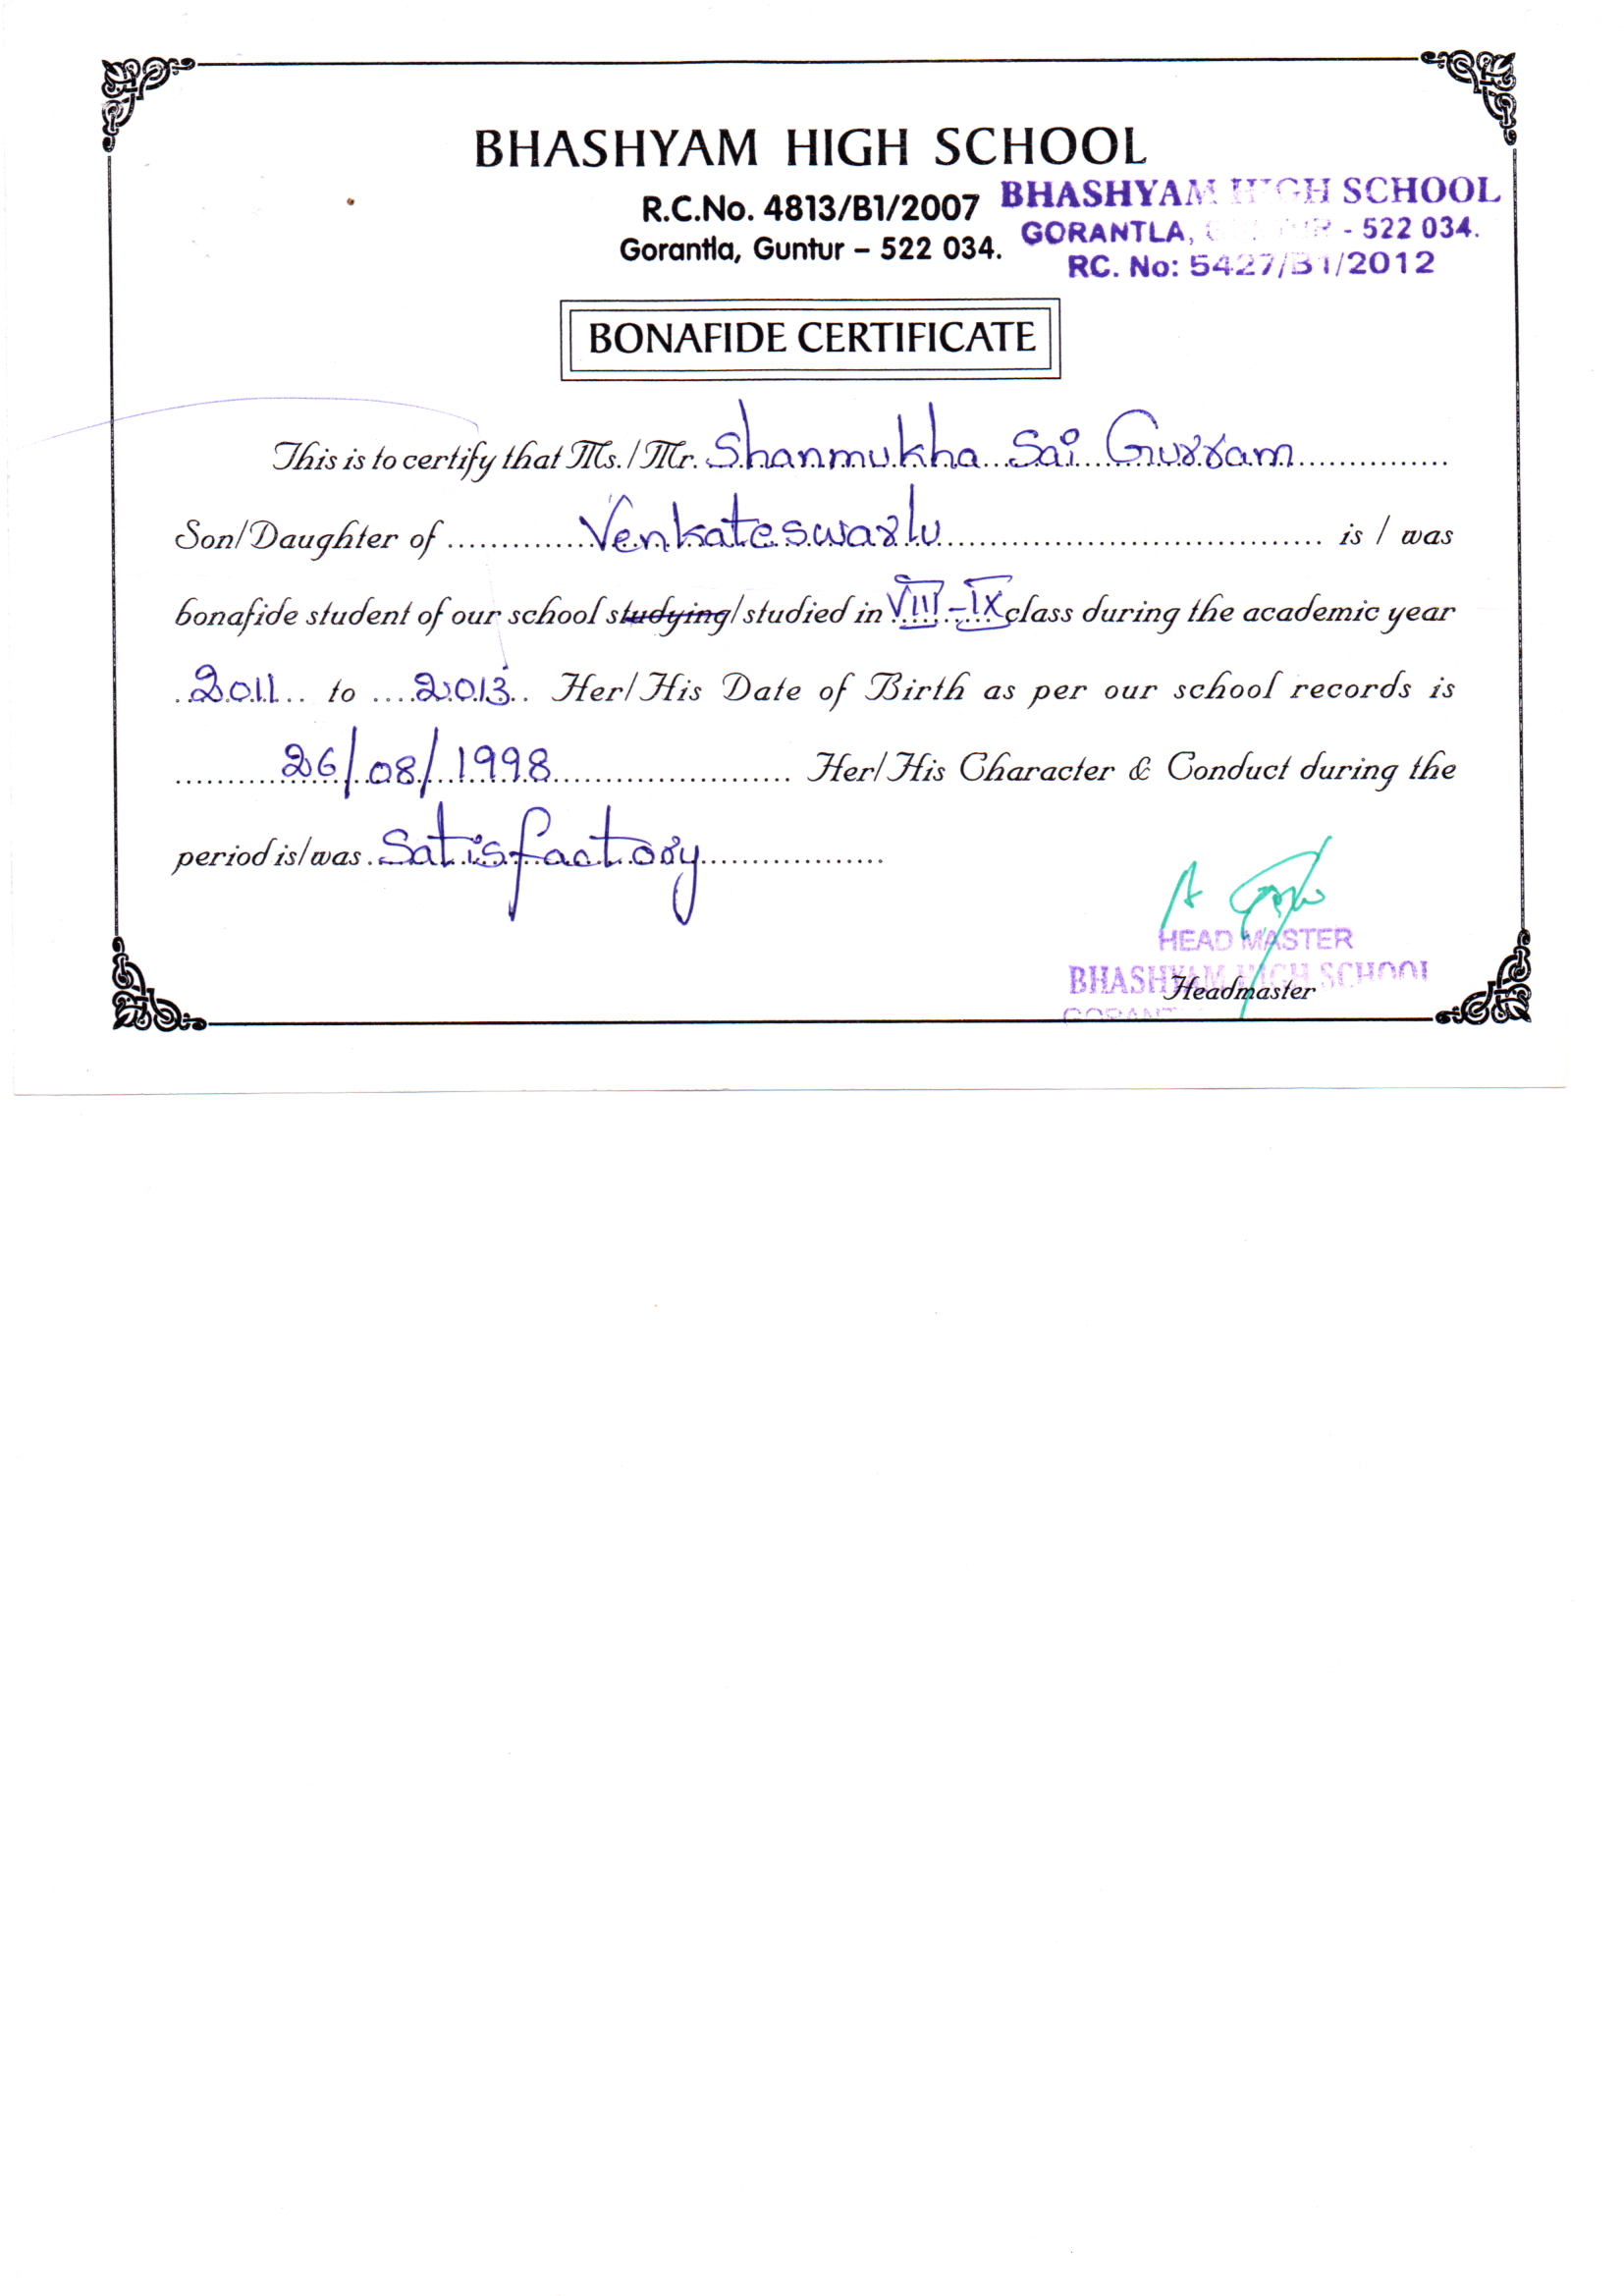 BHASHYAM HIGH SCHOOL
R.C.No. 4813/B1/2007
Gorantla, Guntur – 522 034.
BHASHYAM HIGH SCHOOL
GORANTLA, - 522 034.
RC. No: 5427/B1/2012
BONAFIDE CERTIFICATE
This is to certify that Ms./Mr. Shanmukha Sai Gurram
Son/Daughter of Venkateswarlu is / was
bonafide student of our school studying/studied in VIII - IX class during the academic year
2011 to 2013 Her/His Date of Birth as per our school records is
26/08/1998 Her/His Character & Conduct during the
period is/was Satisfactory
HEAD MASTER
BHASHYAM HIGH SCHOOL
Headmaster